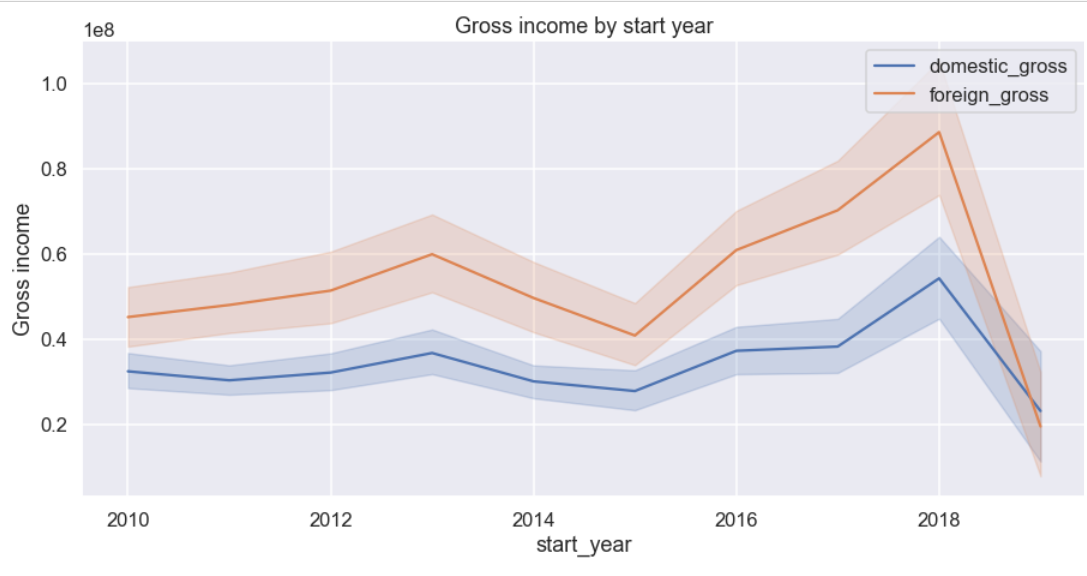 Gross income by start year
1e8
domestic_gross
foreign_gross
1.0
0.8
0.6
0.4
0.2
Gross income
2010 2012 2014 2016 2018
start_year